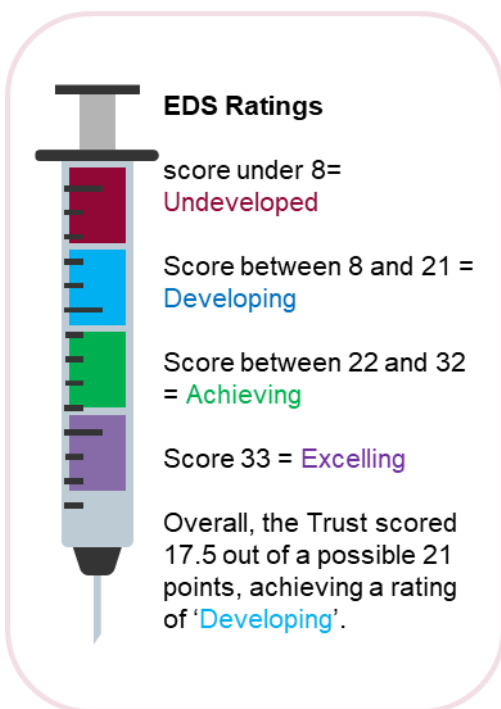 EDS Ratings
score under 8=
Undeveloped
Score between 8 and 21 =
Developing
Score between 22 and 32
= Achieving
Score 33 = Excelling
Overall, the Trust scored
17.5 out of a possible 21
points, achieving a rating
of ‘Developing’.